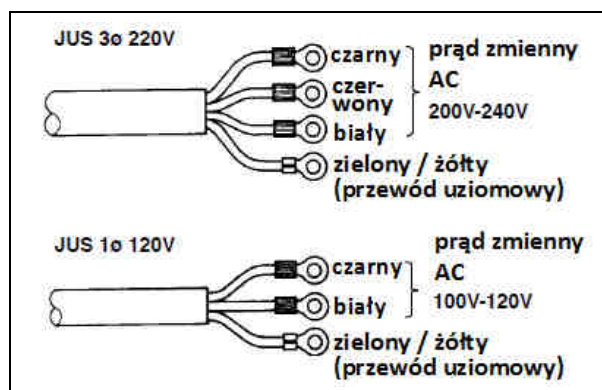 JUS 3ø 220V
czarny
czer-
wony
biały
prąd zmienny
AC
200V-240V
zielony / żółty
(przewód uziomowy)
JUS 1ø 120V
czarny
biały
prąd zmienny
AC
100V-120V
zielony / żółty
(przewód uziomowy)